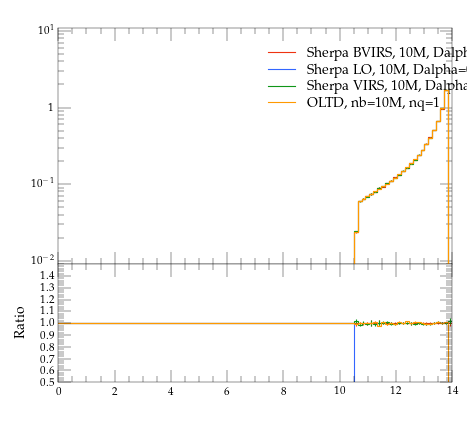 10¹
Sherpa BVIRS, 10M, Dalph
Sherpa LO, 10M, Dalpha=
Sherpa VIRS, 10M, Dalpha
OLTD, nb=10M, nq=1
1
10⁻¹
10⁻²
1.4
1.3
1.2
1.1
1.0
0.9
0.8
0.7
0.6
0.5
Ratio
0 2 4 6 8 10 12 14